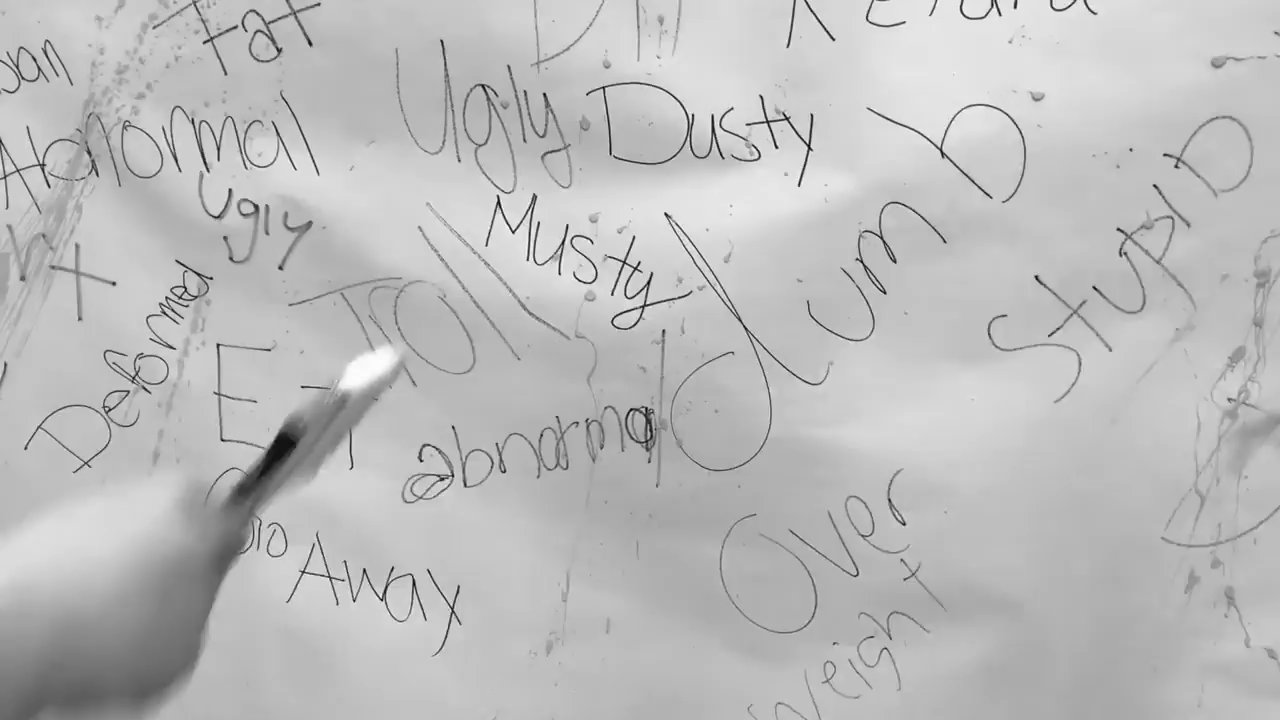 Fat
Abnormal
Ugly Dusty
Ugly
Musty
dumb
StupiD
Troll
Deformed
abnormal
Away
Over
weight